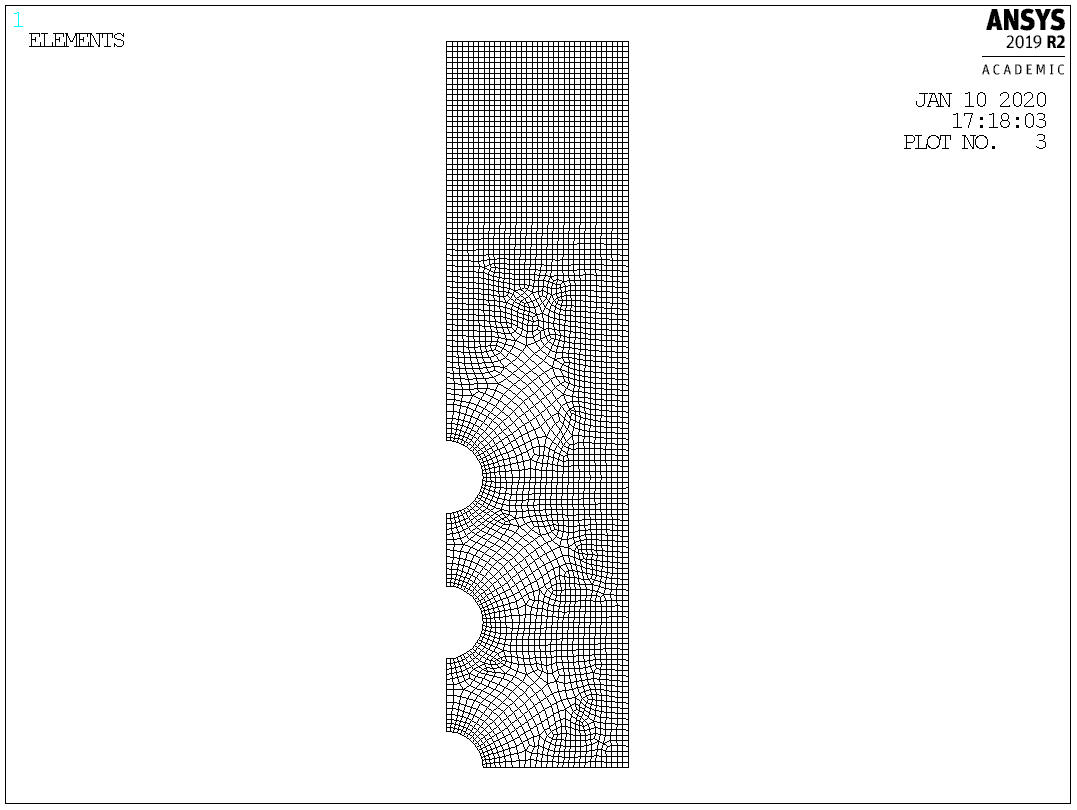 1
ELEMENTS
ANSYS
2019 R2
ACADEMIC
JAN 10 2020
17:18:03
PLOT NO. 3